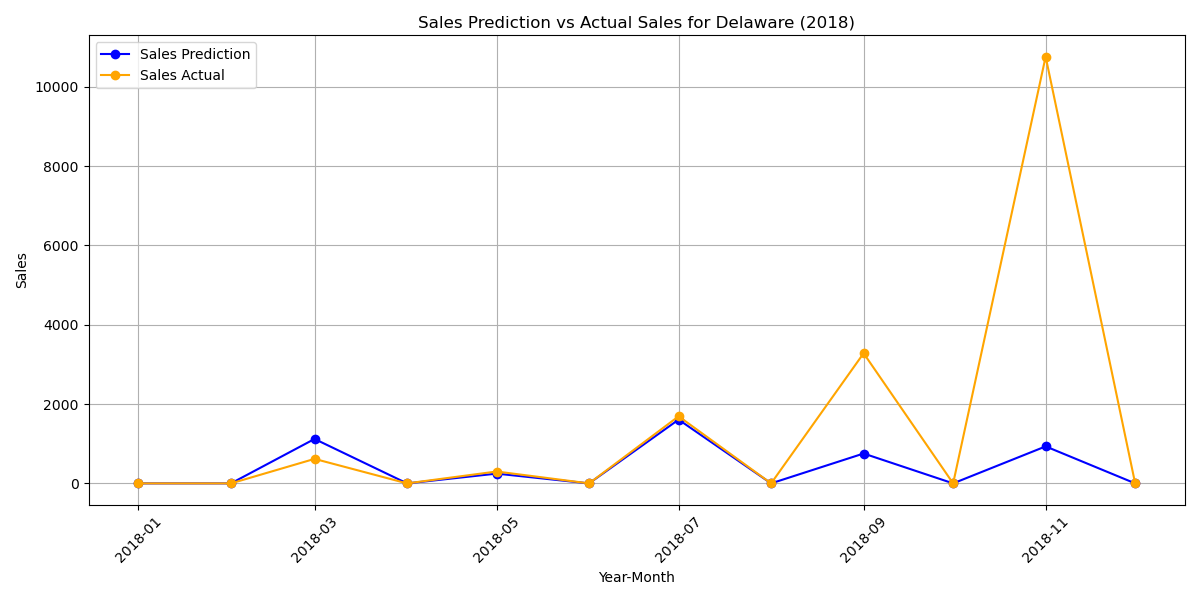 Sales Prediction vs Actual Sales for Delaware (2018)
Sales Prediction
Sales Actual
10000
8000
6000
4000
2000
0
Sales
2018-01
2018-03
2018-05
2018-07
2018-09
2018-11
Year-Month